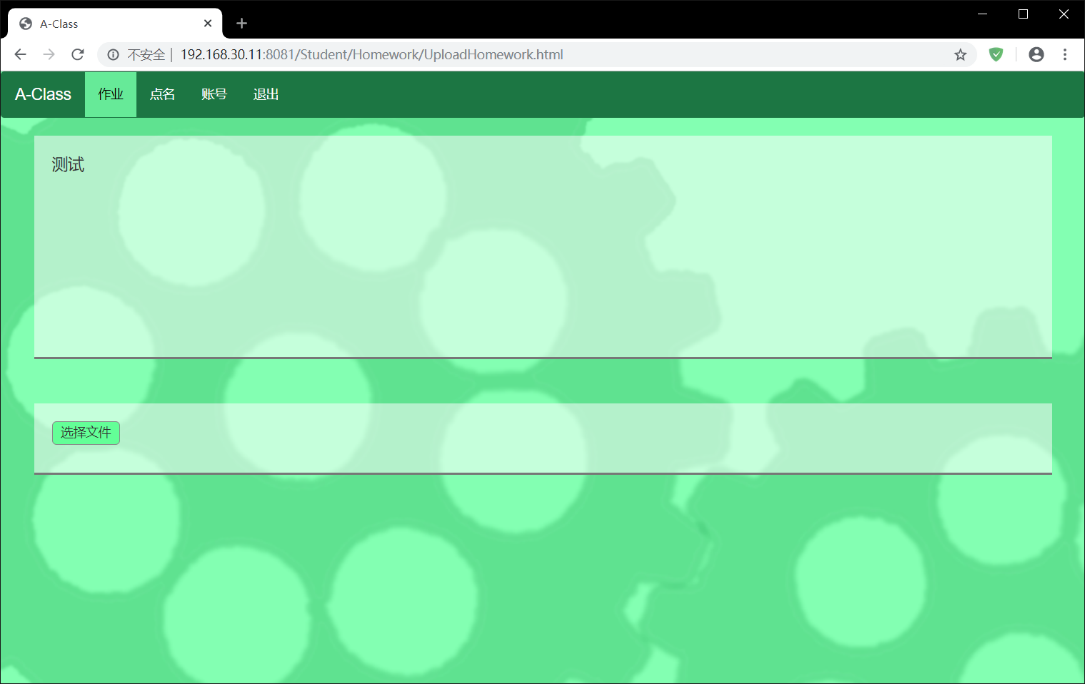 A-Class
不安全 | 192.168.30.11:8081/Student/Homework/UploadHomework.html
A-Class 作业 点名 账号 退出
测试
选择文件